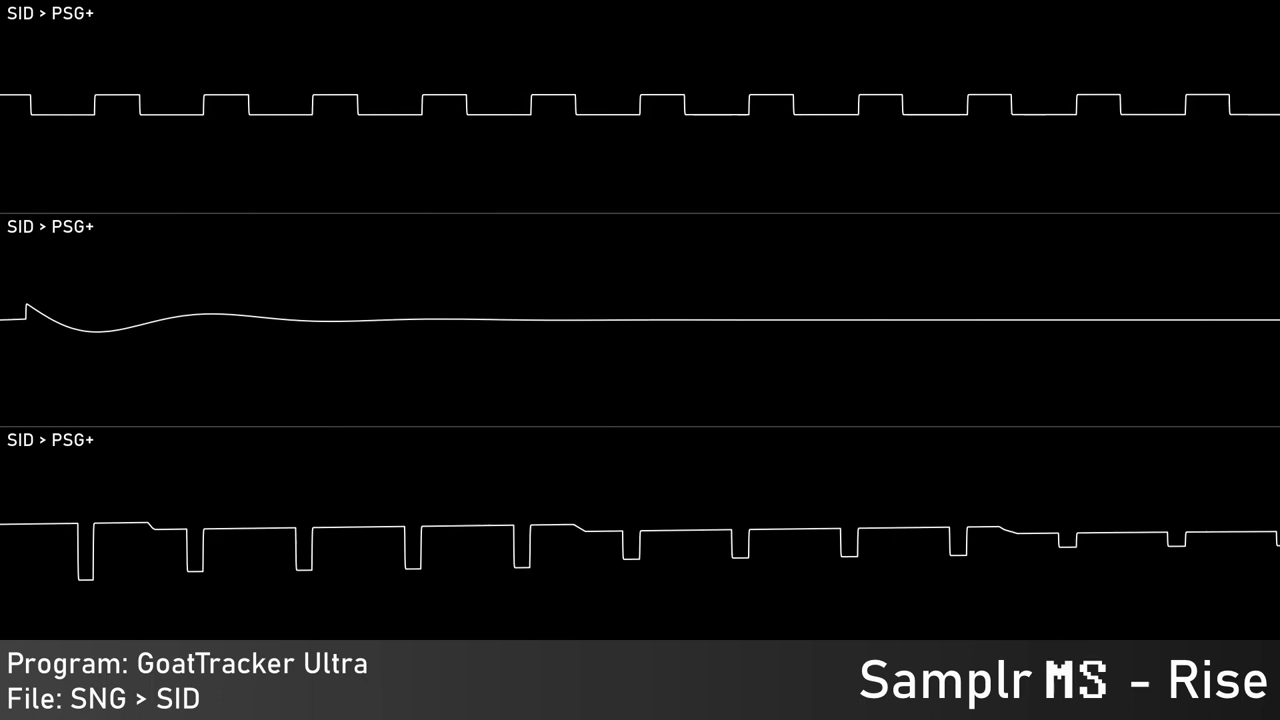 SID > PSG+
SID > PSG+
SID > PSG+
Program: GoatTracker Ultra
File: SNG > SID
Samplr MS - Rise